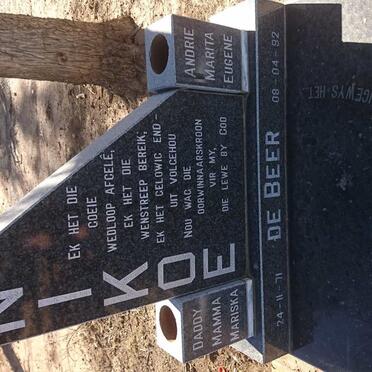 NIKOE
EK HET DIE
GOEIE
WEDLOOP AFGELÊ,
EK HET DIE
WENSTREEP BEREIK,
EK HET GELOWIG END-
UIT VOLGEHOU
NOU WAG DIE
OORWINNAARSKROON
VIR MY,
DIE LEWE BY GOD
DADDY
MAMMA
MARISKA
ANDRIE
MARITA
EUGENE
24-11-71 DE BEER 08-04-92